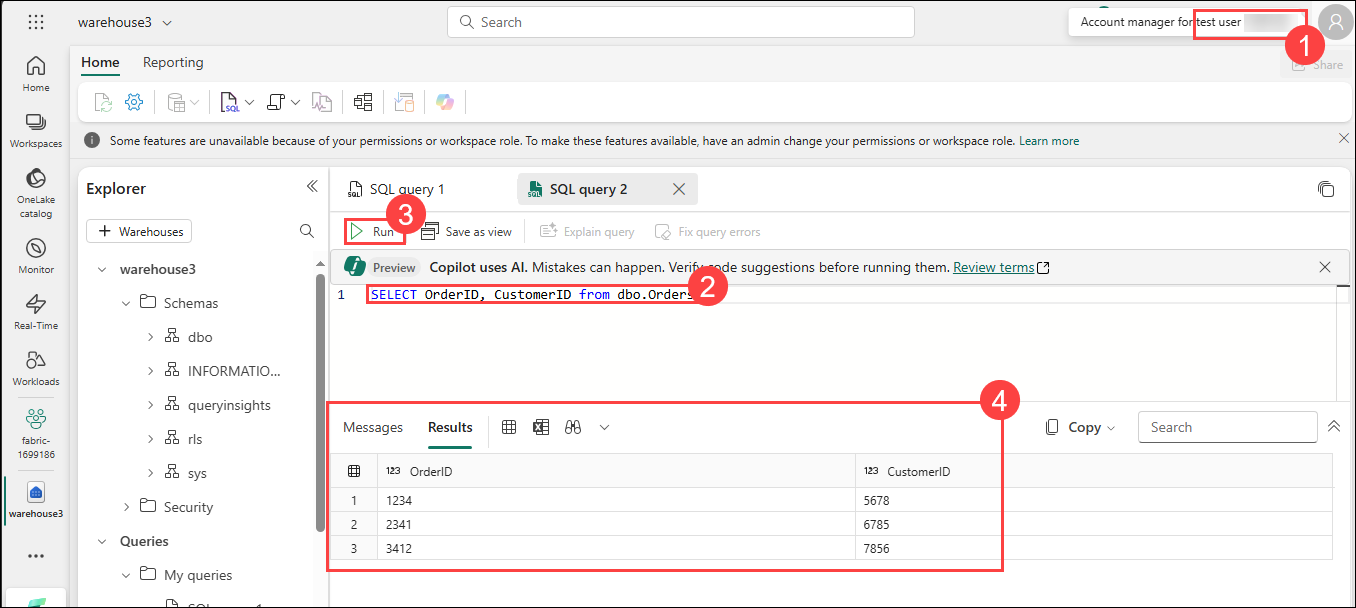 warehouse3
Search
Account manager for test user
1
Share
Home
Workspaces
OneLake
catalog
Monitor
Real-Time
Workloads
fabric-
1699186
warehouse3
Home
Reporting
SQL
Some features are unavailable because of your permissions or workspace role. To make these features available, have an admin change your permissions or workspace role. Learn more
Explorer
Warehouses
warehouse3
Schemas
dbo
INFORMATIO...
queryinsights
rls
sys
Security
Queries
My queries
SQL query 1
SQL query 2
3
Run
Save as view
Explain query
Fix query errors
Preview
Copilot uses AI. Mistakes can happen. Verify code suggestions before running them. Review terms
2
1 SELECT OrderID, CustomerID from dbo.Orders
4
Messages
Results
Copy
Search
123 OrderID 123 CustomerID
1 1234 5678
2 2341 6785
3 3412 7856